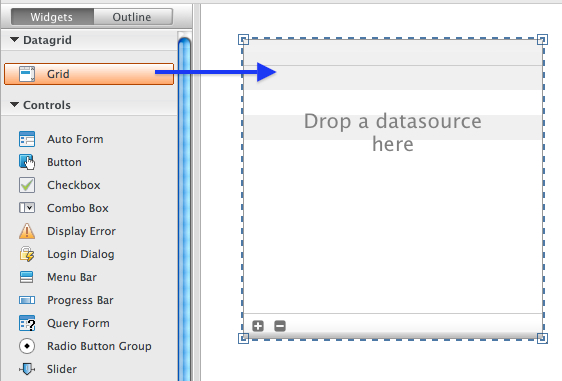 Widgets
Outline
Datagrid
Grid
Controls
Auto Form
Button
Checkbox
Combo Box
Display Error
Login Dialog
Menu Bar
Progress Bar
Query Form
Radio Button Group
Slider
Drop a datasource
here